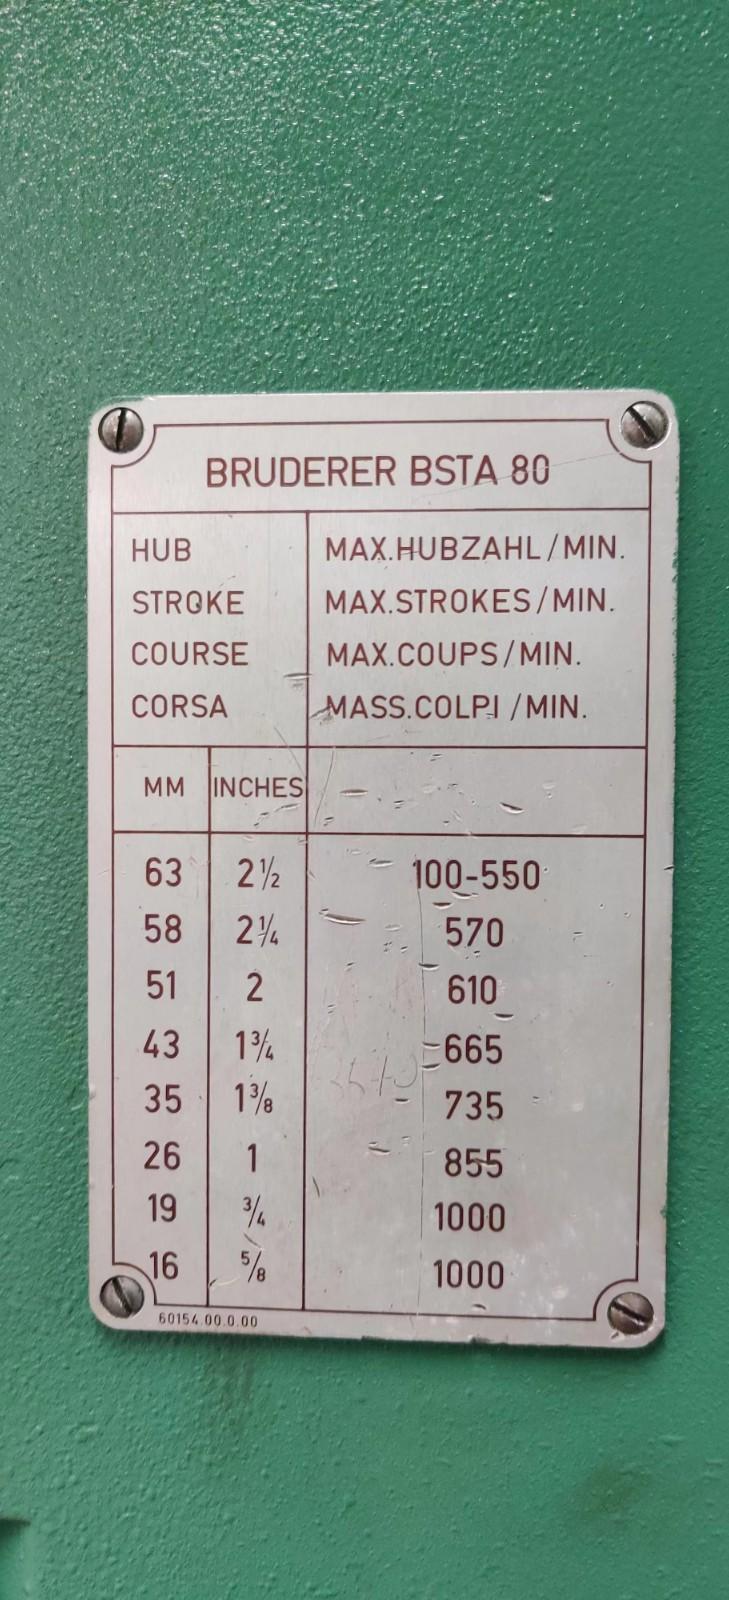 BRUDERER BSTA 80
HUB MAX.HUBZAHL/MIN.
STROKE MAX.STROKES/MIN.
COURSE MAX.COUPS/MIN.
CORSA MASS.COLPI/MIN.
MM INCHES
63 2½ 100-550
58 2¼ 570
51 2 610
43 1¾ 665
35 1⅜ 735
26 1 855
19 ¾ 1000
16 ⅝ 1000
60154.00.0.00